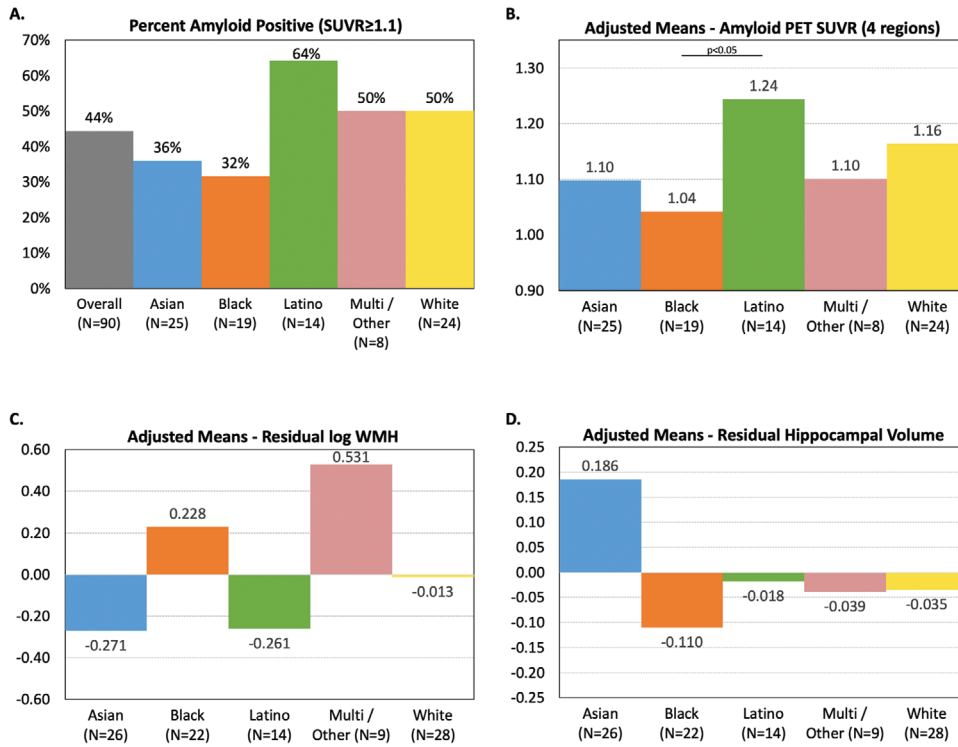 A.
Percent Amyloid Positive (SUVR≥1.1)
70%
60%
50%
40%
30%
20%
10%
0%
44%
36%
32%
64%
50%
50%
Overall (N=90)
Asian (N=25)
Black (N=19)
Latino (N=14)
Multi / Other (N=8)
White (N=24)
B.
Adjusted Means - Amyloid PET SUVR (4 regions)
p<0.05
1.30
1.20
1.10
1.00
0.90
1.10
1.04
1.24
1.10
1.16
Asian (N=25)
Black (N=19)
Latino (N=14)
Multi / Other (N=8)
White (N=24)
C.
Adjusted Means - Residual log WMH
0.60
0.40
0.20
0.00
-0.20
-0.40
-0.60
-0.271
0.228
-0.261
0.531
-0.013
Asian (N=26)
Black (N=22)
Latino (N=14)
Multi / Other (N=9)
White (N=28)
D.
Adjusted Means - Residual Hippocampal Volume
0.25
0.20
0.15
0.10
0.05
0.00
-0.05
-0.10
-0.15
-0.20
-0.25
0.186
-0.110
-0.018
-0.039
-0.035
Asian (N=26)
Black (N=22)
Latino (N=14)
Multi / Other (N=9)
White (N=28)